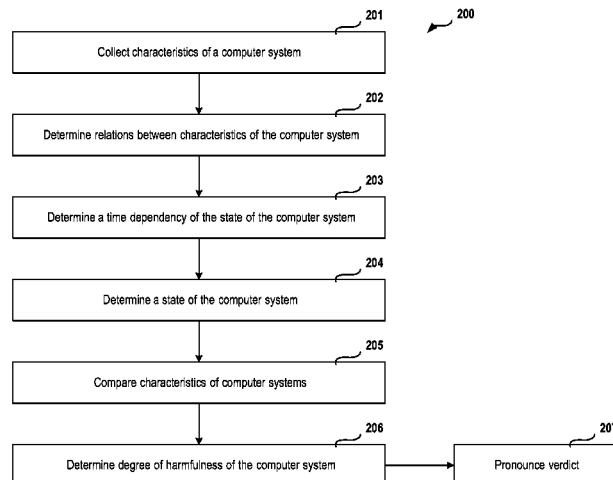 201
200
Collect characteristics of a computer system
202
Determine relations between characteristics of the computer system
203
Determine a time dependency of the state of the computer system
204
Determine a state of the computer system
205
Compare characteristics of computer systems
206
207
Determine degree of harmfulness of the computer system
Pronounce verdict